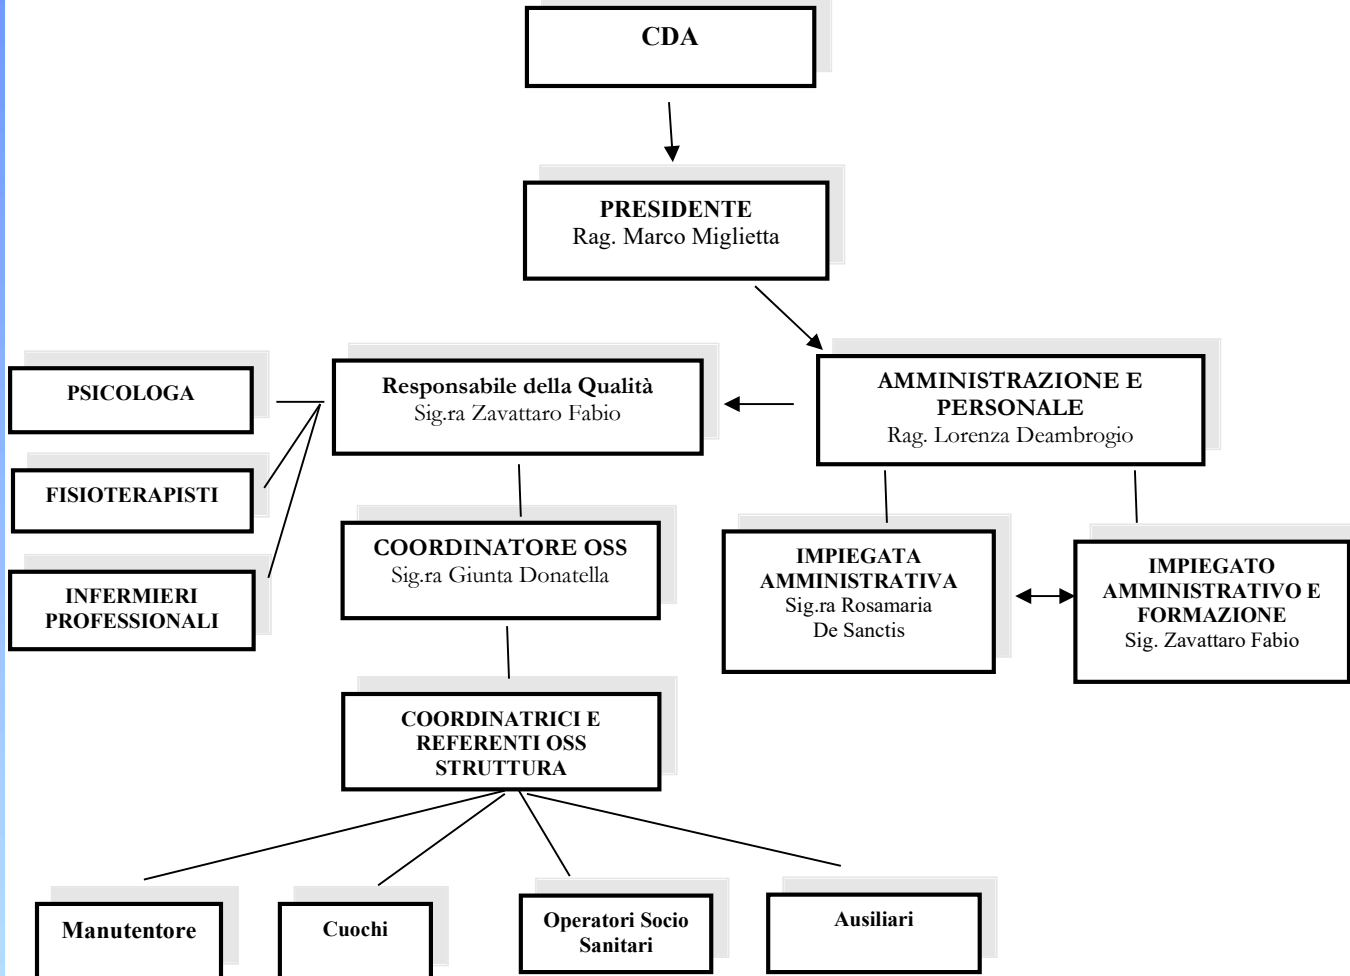 CDA
PRESIDENTE
Rag. Marco Miglietta
PSICOLOGA
Responsabile della Qualità
Sig.ra Zavattaro Fabio
AMMINISTRAZIONE E
PERSONALE
Rag. Lorenza Deambrogio
FISIOTERAPISTI
COORDINATORE OSS
Sig.ra Giunta Donatella
IMPIEGATA
AMMINISTRATIVA
Sig.ra Rosamaria
De Sanctis
IMPIEGATO
AMMINISTRATIVO E
FORMAZIONE
Sig. Zavattaro Fabio
INFERMIERI
PROFESSIONALI
COORDINATRICI E
REFERENTI OSS
STRUTTURA
Manutentore
Cuochi
Operatori Socio
Sanitari
Ausiliari